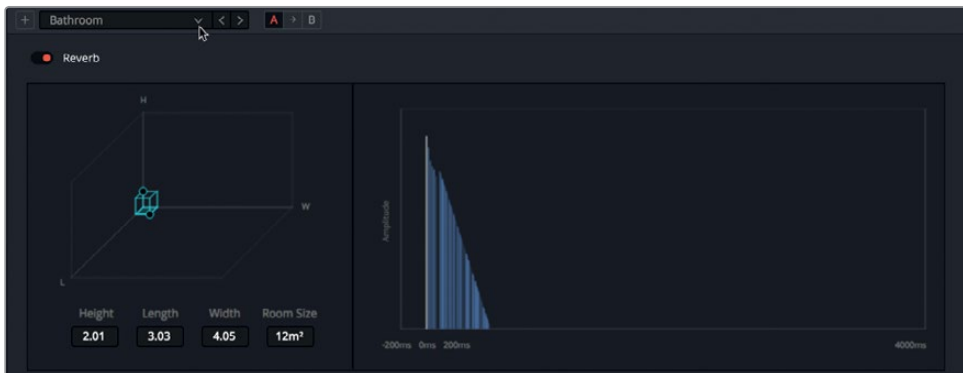 + Bathroom < > A > B
Reverb
H
W
L
Height Length Width Room Size
2.01 3.03 4.05 12m²
Amplitude
-200ms 0ms 200ms 4000ms